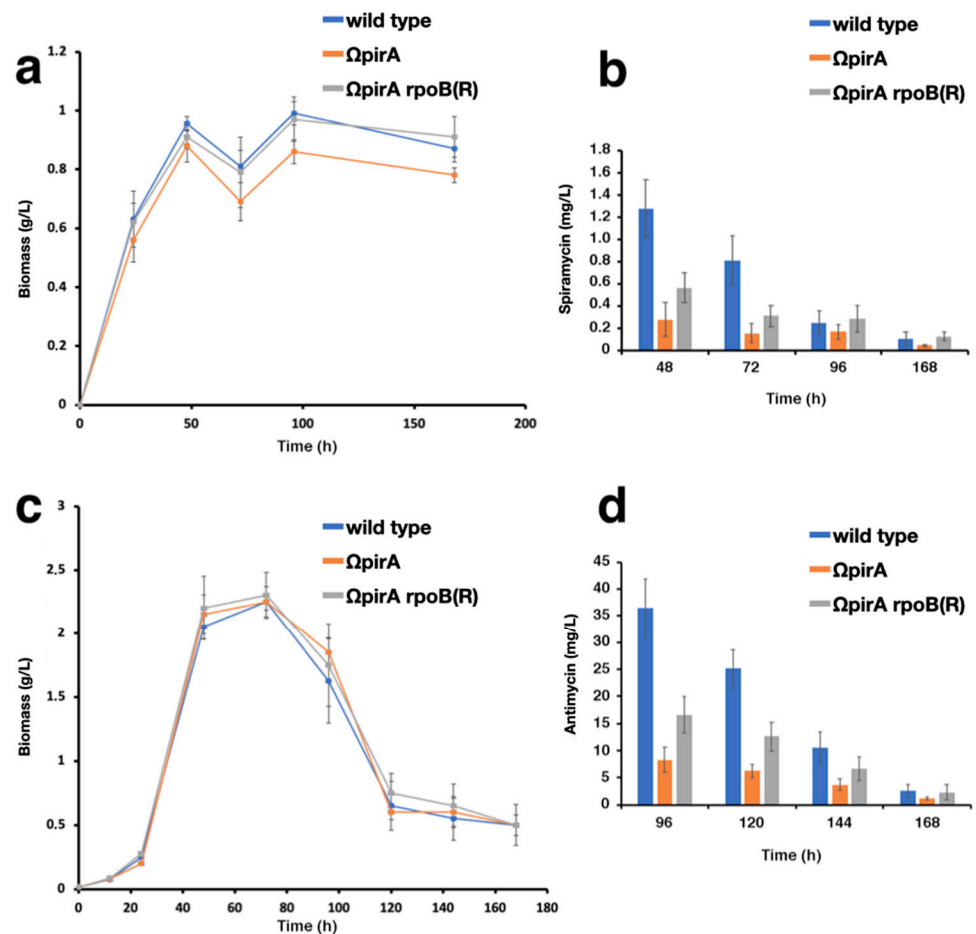 a
wild type
ΩpirA
ΩpirA rpoB(R)
1.2
1
0.8
0.6
0.4
0.2
0
Biomass (g/L)
0
50
100
150
200
Time (h)
b
wild type
ΩpirA
ΩpirA rpoB(R)
1.8
1.6
1.4
1.2
1.0
0.8
0.6
0.4
0.2
0
Spiramycin (mg/L)
48
72
96
168
Time (h)
c
wild type
ΩpirA
ΩpirA rpoB(R)
3
2.5
2
1.5
1
0.5
0
Biomass (g/L)
0
20
40
60
80
100
120
140
160
180
Time (h)
d
wild type
ΩpirA
ΩpirA rpoB(R)
45
40
35
30
25
20
15
10
5
0
Antimycin (mg/L)
96
120
144
168
Time (h)